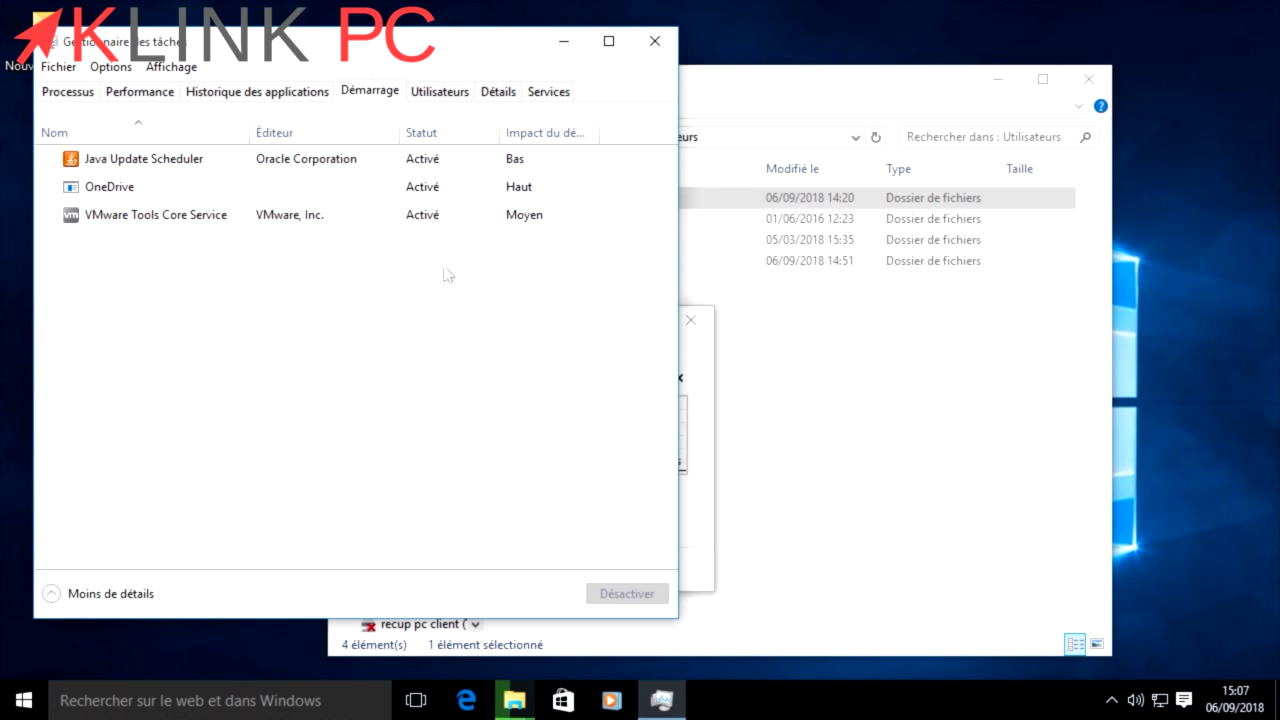 KLINK PC
Gestionnaire des tâches
Nouv
Fichier Options Affichage
Processus Performance Historique des applications Démarrage Utilisateurs Détails Services
Nom Éditeur Statut Impact du dé...
Java Update Scheduler Oracle Corporation Activé Bas
OneDrive Activé Haut
vm VMware Tools Core Service VMware, Inc. Activé Moyen
Moins de détails Désactiver
eurs Rechercher dans : Utilisateurs
Modifié le Type Taille
06/09/2018 14:20 Dossier de fichiers
01/06/2016 12:23 Dossier de fichiers
05/03/2018 15:35 Dossier de fichiers
06/09/2018 14:51 Dossier de fichiers
recup pc client (
4 élément(s) 1 élément sélectionné
Rechercher sur le web et dans Windows
15:07
06/09/2018